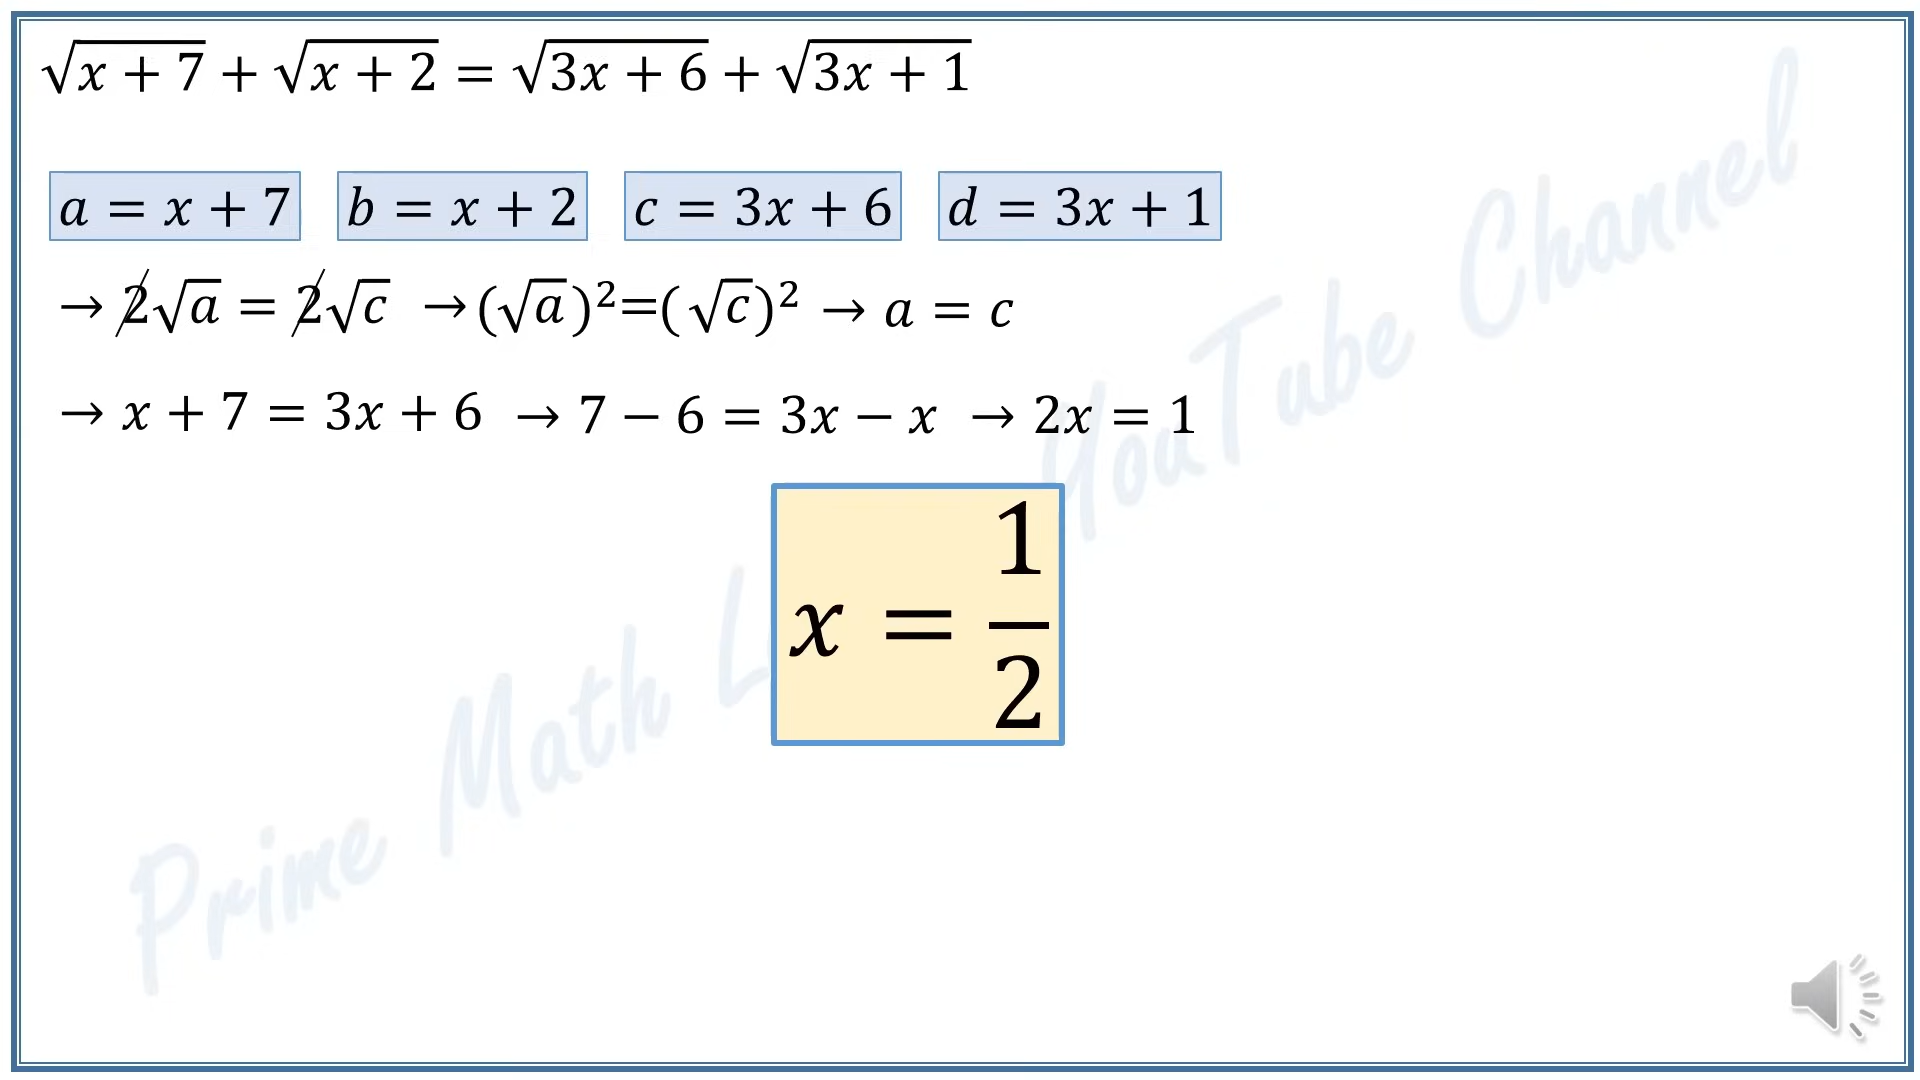 √(x + 7) + √(x + 2) = √(3x + 6) + √(3x + 1)
a = x + 7 b = x + 2 c = 3x + 6 d = 3x + 1
→ 2√a = 2√c → (√a)²=(√c)² → a = c
→ x + 7 = 3x + 6 → 7 − 6 = 3x − x → 2x = 1
x = 1/2
Prime Math L YouTube Channel